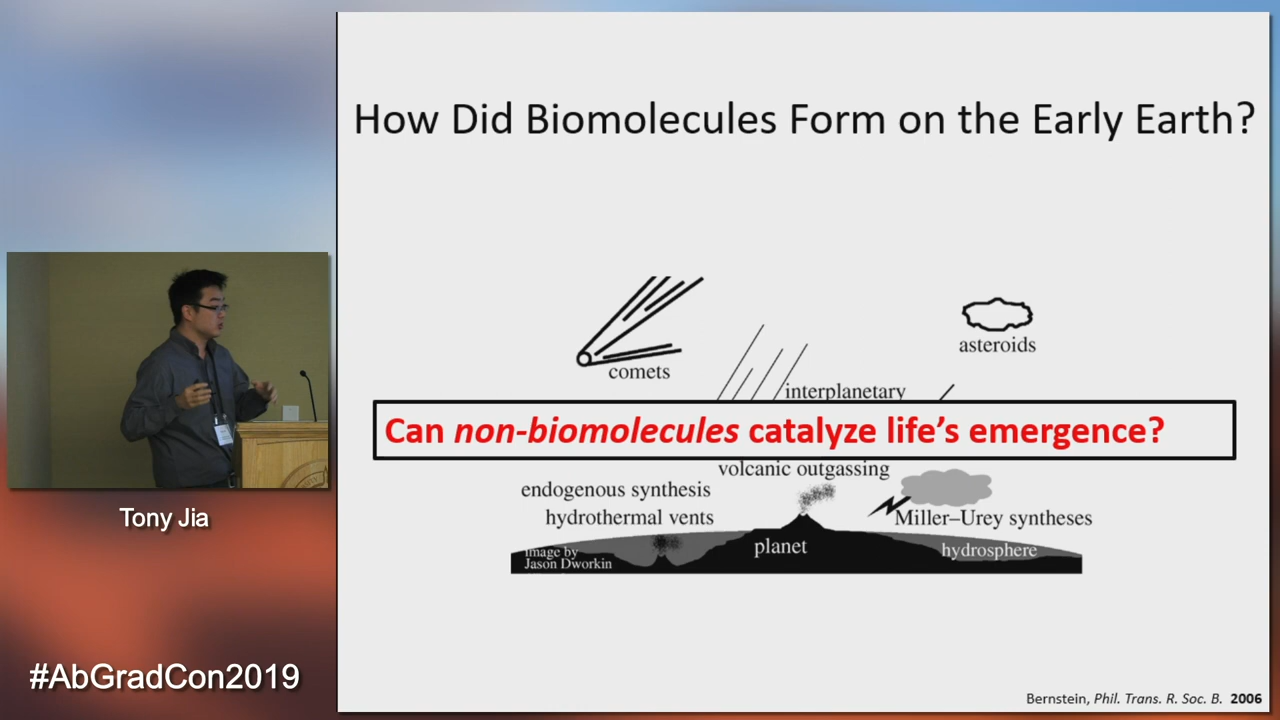 How Did Biomolecules Form on the Early Earth?
comets
asteroids
interplanetary
Can non-biomolecules catalyze life's emergence?
volcanic outgassing
endogenous synthesis
hydrothermal vents
Miller–Urey syntheses
planet
hydrosphere
image by
Jason Dworkin
Tony Jia
#AbGradCon2019
Bernstein, Phil. Trans. R. Soc. B. 2006